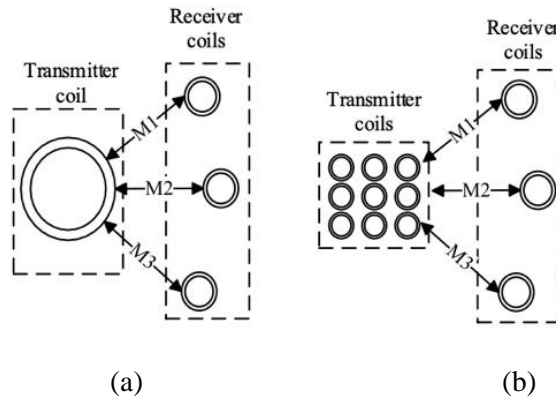 Receiver
coils
Transmitter
coil
M1
M2
M3
(a)
Receiver
coils
Transmitter
coils
M1
M2
M3
(b)